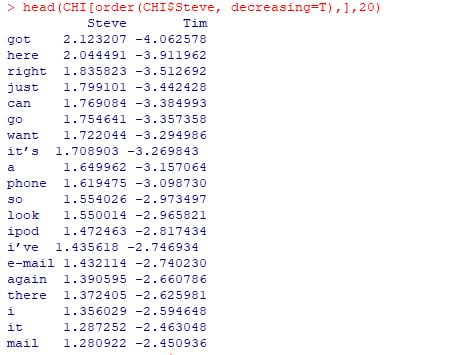 > head(CHI[order(CHI$Steve, decreasing=T),],20)
Steve Tim
got 2.123207 -4.062578
here 2.044491 -3.911962
right 1.835823 -3.512692
just 1.799101 -3.442428
can 1.769084 -3.384993
go 1.754641 -3.357358
want 1.722044 -3.294986
it’s 1.708903 -3.269843
a 1.649962 -3.157064
phone 1.619475 -3.098730
so 1.554026 -2.973497
look 1.550014 -2.965821
ipod 1.472463 -2.817434
i’ve 1.435618 -2.746934
e-mail 1.432114 -2.740230
again 1.390595 -2.660786
there 1.372405 -2.625981
i 1.356029 -2.594648
it 1.287252 -2.463048
mail 1.280922 -2.450936